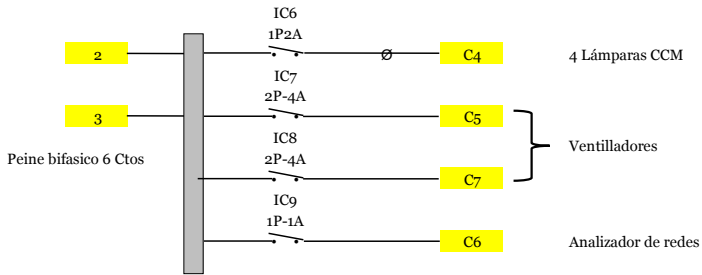 IC6
1P2A
2
Ø
C4
4 Lámparas CCM
IC7
2P-4A
3
C5
IC8
2P-4A
Ventilladores
Peine bifasico 6 Ctos
C7
IC9
1P-1A
C6
Analizador de redes